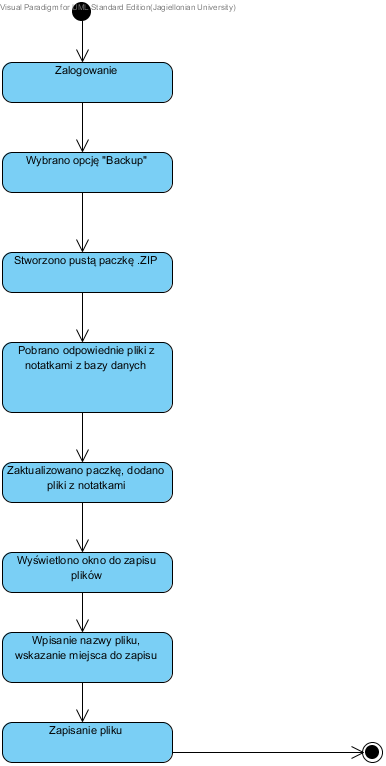 Visual Paradigm for UML Standard Edition(Jagiellonian University)
Zalogowanie
Wybrano opcję "Backup"
Stworzono pustą paczkę .ZIP
Pobrano odpowiednie pliki z
notatkami z bazy danych
Zaktualizowano paczkę, dodano
pliki z notatkami
Wyświetlono okno do zapisu
plików
Wpisanie nazwy pliku,
wskazanie miejsca do zapisu
Zapisanie pliku